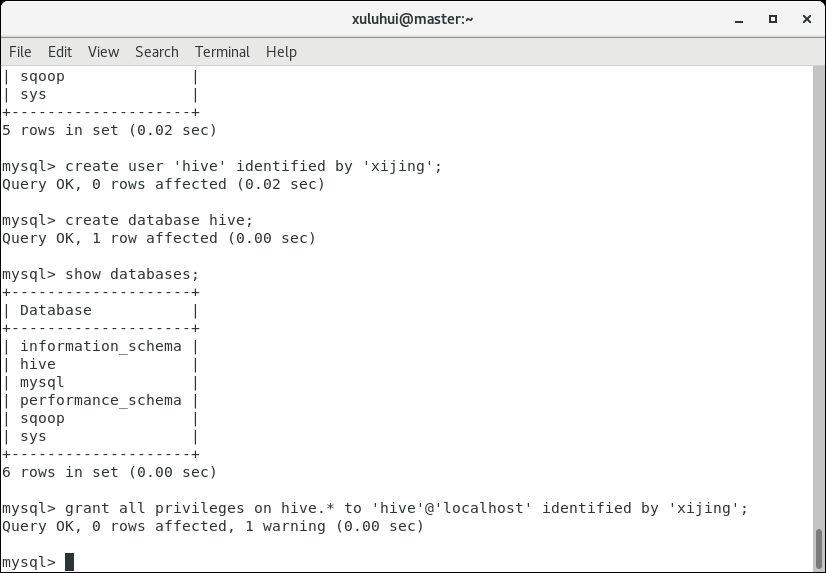 xuluhui@master:~
File Edit View Search Terminal Help
| sqoop              |
| sys                |
+--------------------+
5 rows in set (0.02 sec)
mysql> create user 'hive' identified by 'xijing';
Query OK, 0 rows affected (0.02 sec)
mysql> create database hive;
Query OK, 1 row affected (0.00 sec)
mysql> show databases;
+--------------------+
| Database           |
+--------------------+
| information_schema |
| hive               |
| mysql              |
| performance_schema |
| sqoop              |
| sys                |
+--------------------+
6 rows in set (0.00 sec)
mysql> grant all privileges on hive.* to 'hive'@'localhost' identified by 'xijing';
Query OK, 0 rows affected, 1 warning (0.00 sec)
mysql>